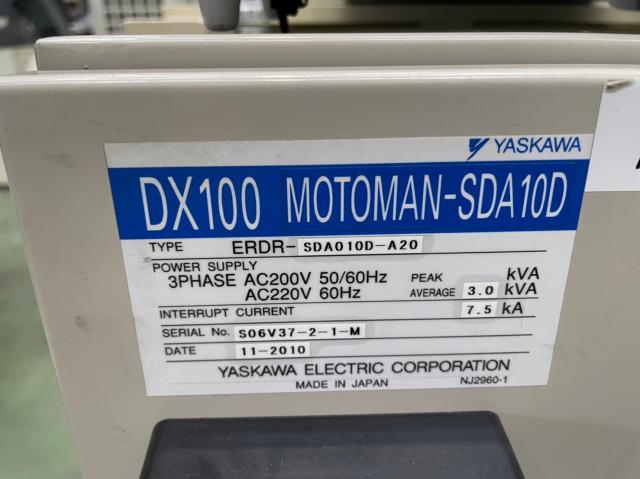 YASKAWA
DX100 MOTOMAN-SDA10D
TYPE ERDR-SDA010D-A20
POWER SUPPLY
3PHASE AC200V 50/60Hz PEAK kVA
AC220V 60Hz AVERAGE 3.0 kVA
INTERRUPT CURRENT 7.5 kA
SERIAL No. S06V37-2-1-M
DATE 11-2010
YASKAWA ELECTRIC CORPORATION
MADE IN JAPAN NJ2960-1